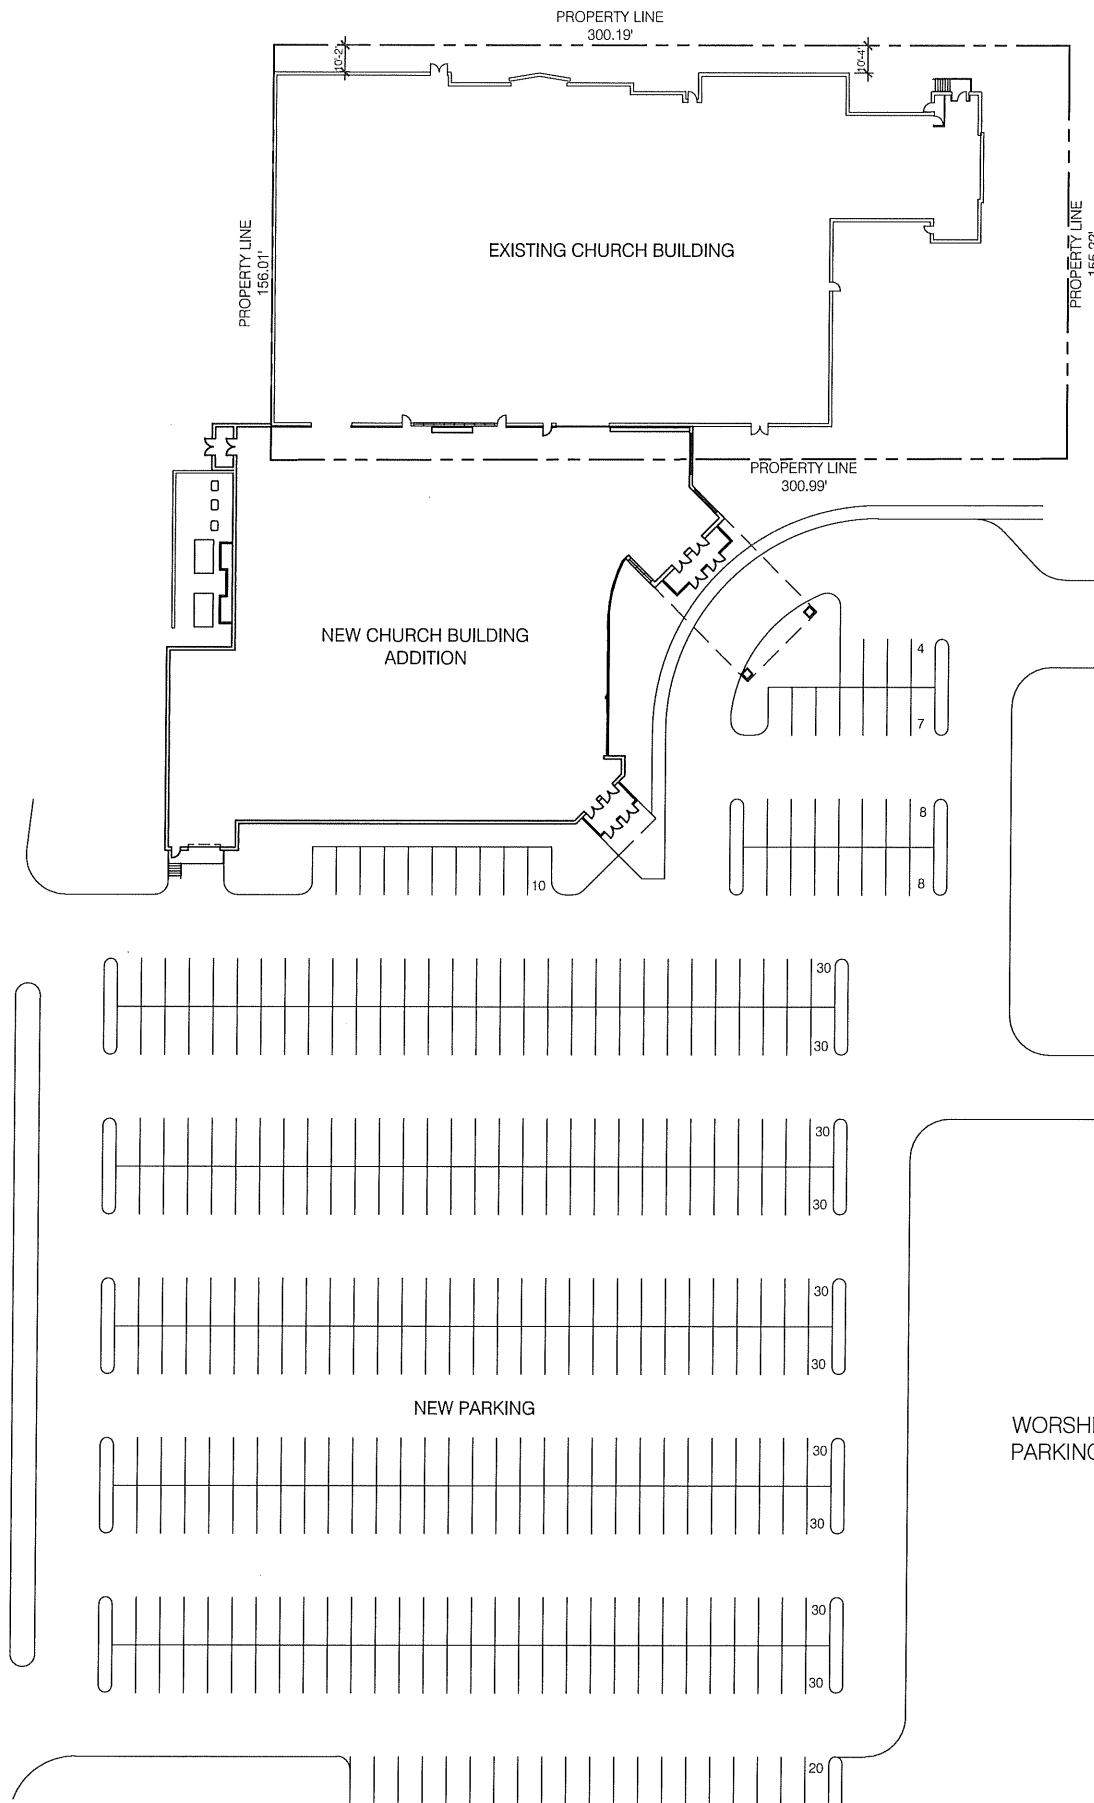 PROPERTY LINE
300.19'
10'-2"
10'-4"
EXISTING CHURCH BUILDING
PROPERTY LINE
156.01'
PROPERTY LINE
PROPERTY LINE
300.99'
NEW CHURCH BUILDING
ADDITION
4
7
8
8
10
30
30
30
30
30
30
NEW PARKING
WORSHI
PARKING
30
30
30
30
20